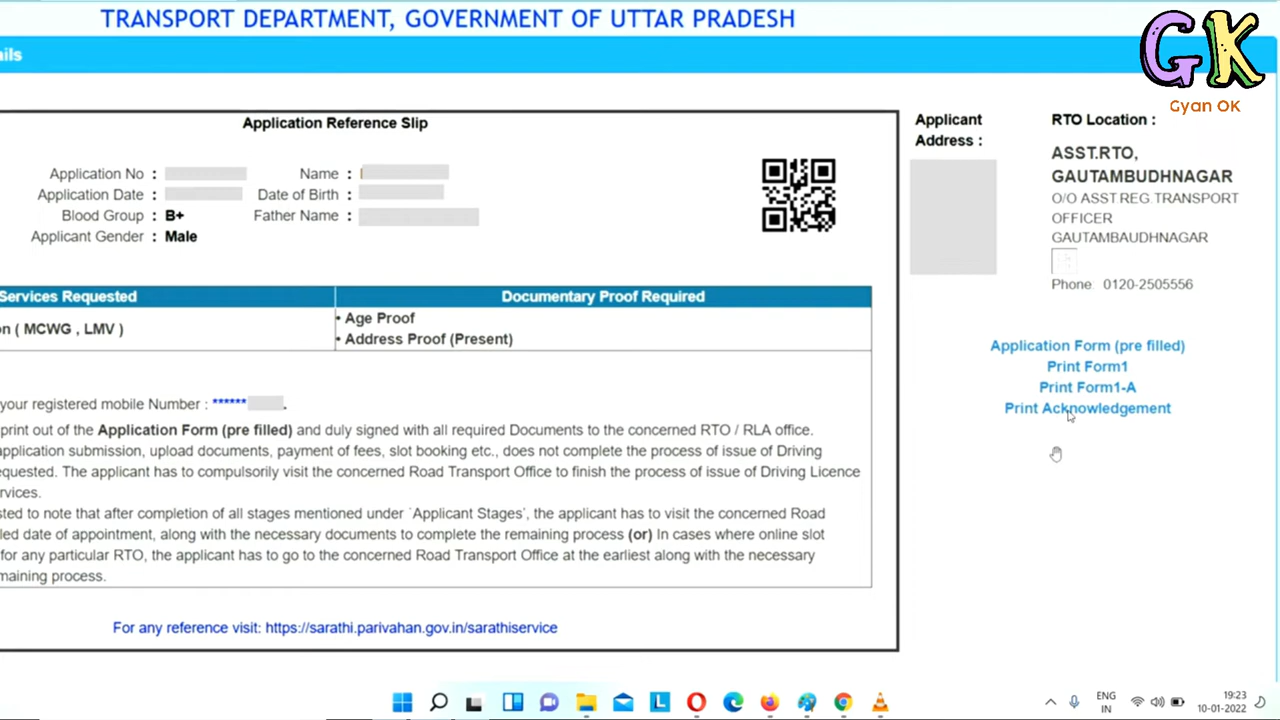 TRANSPORT DEPARTMENT, GOVERNMENT OF UTTAR PRADESH
GK
Gyan OK
ails
Application Reference Slip
Application No :
Name :
Application Date :
Date of Birth :
Blood Group : B+
Father Name :
Applicant Gender : Male
Services Requested
Documentary Proof Required
n ( MCWG , LMV )
• Age Proof
• Address Proof (Present)
your registered mobile Number : ****** .
print out of the Application Form (pre filled) and duly signed with all required Documents to the concerned RTO / RLA office.
pplication submission, upload documents, payment of fees, slot booking etc., does not complete the process of issue of Driving
equested. The applicant has to compulsorily visit the concerned Road Transport Office to finish the process of issue of Driving Licence
rvices.
sted to note that after completion of all stages mentioned under `Applicant Stages', the applicant has to visit the concerned Road
led date of appointment, along with the necessary documents to complete the remaining process (or) In cases where online slot
for any particular RTO, the applicant has to go to the concerned Road Transport Office at the earliest along with the necessary
maining process.
For any reference visit: https://sarathi.parivahan.gov.in/sarathiservice
Applicant
Address :
RTO Location :
ASST.RTO,
GAUTAMBUDHNAGAR
O/O ASST.REG.TRANSPORT
OFFICER
GAUTAMBAUDHNAGAR
Phone: 0120-2505556
Application Form (pre filled)
Print Form1
Print Form1-A
Print Acknowledgement
L
ENG
IN
19:23
10-01-2022